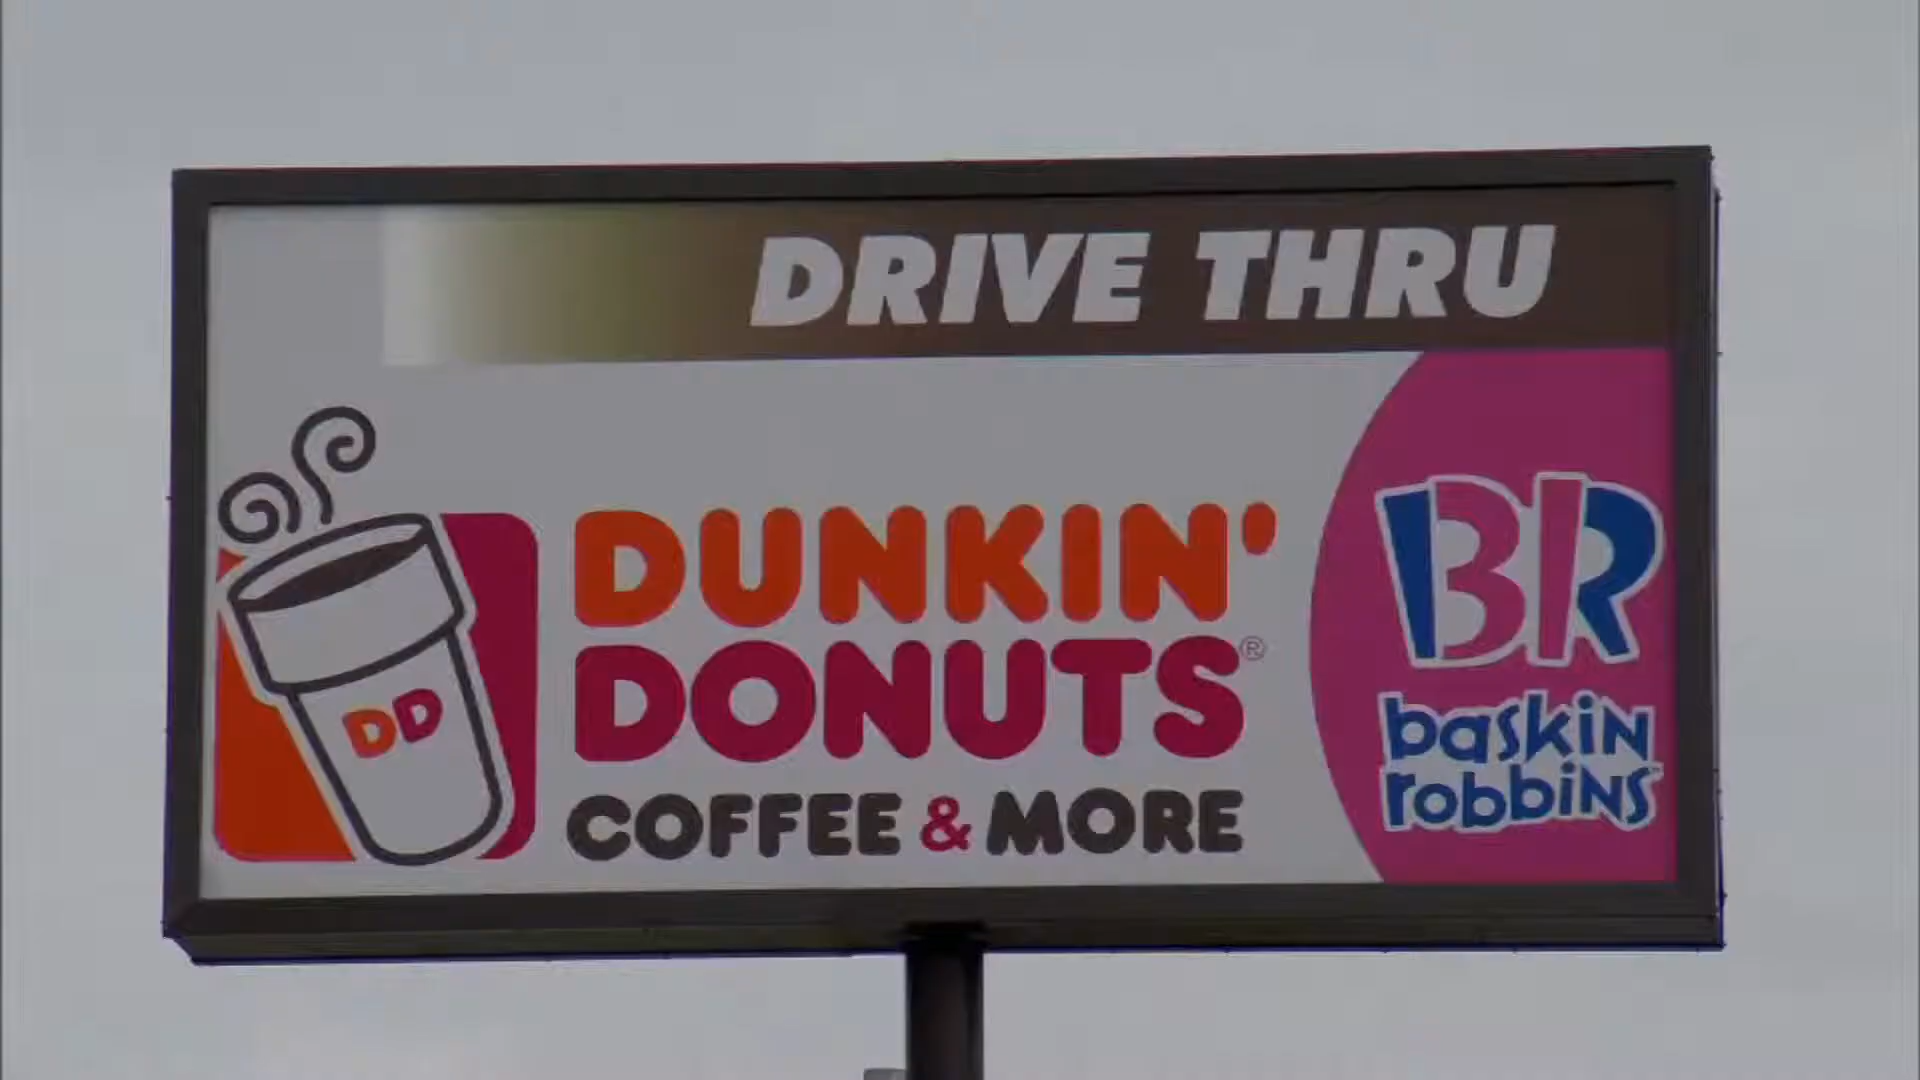 DRIVE THRU
DD
DUNKIN'
DONUTS®
COFFEE & MORE
BR
baskin
robbins